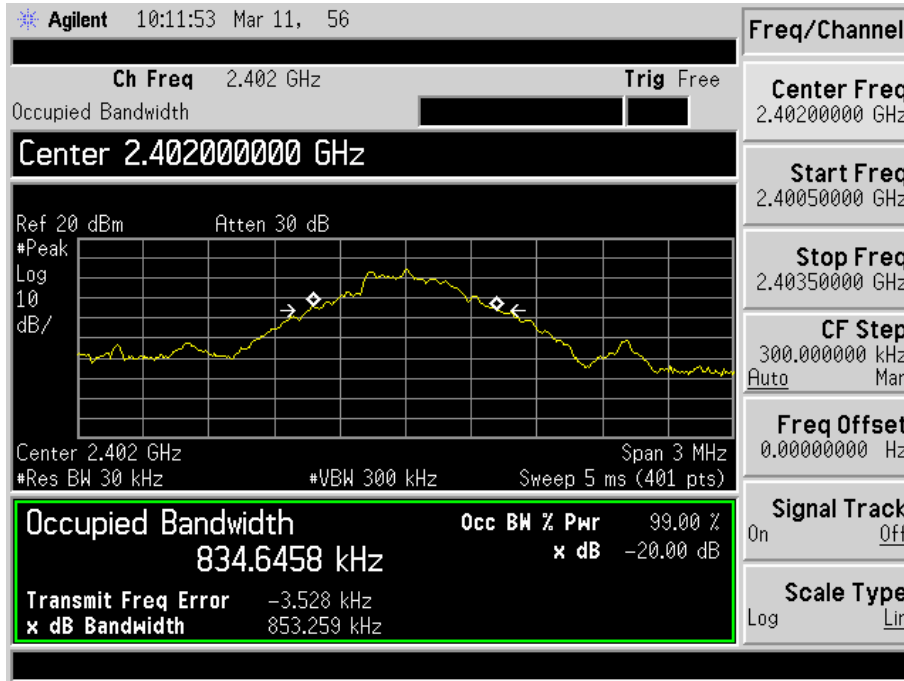 Agilent 10:11:53 Mar 11, 56
Freq/Channel
Ch Freq 2.402 GHz Trig Free
Occupied Bandwidth
Center 2.402000000 GHz
Ref 20 dBm Atten 30 dB
#Peak
Log
10
dB/
Center 2.402 GHz Span 3 MHz
#Res BW 30 kHz #VBW 300 kHz Sweep 5 ms (401 pts)
Occupied Bandwidth
834.6458 kHz
Occ BW % Pwr 99.00 %
x dB -20.00 dB
Transmit Freq Error -3.528 kHz
x dB Bandwidth 853.259 kHz
Center Freq
2.40200000 GHz
Start Freq
2.40050000 GHz
Stop Freq
2.40350000 GHz
CF Step
300.000000 kHz
Auto Man
Freq Offset
0.00000000 Hz
Signal Track
On Off
Scale Type
Log Lin